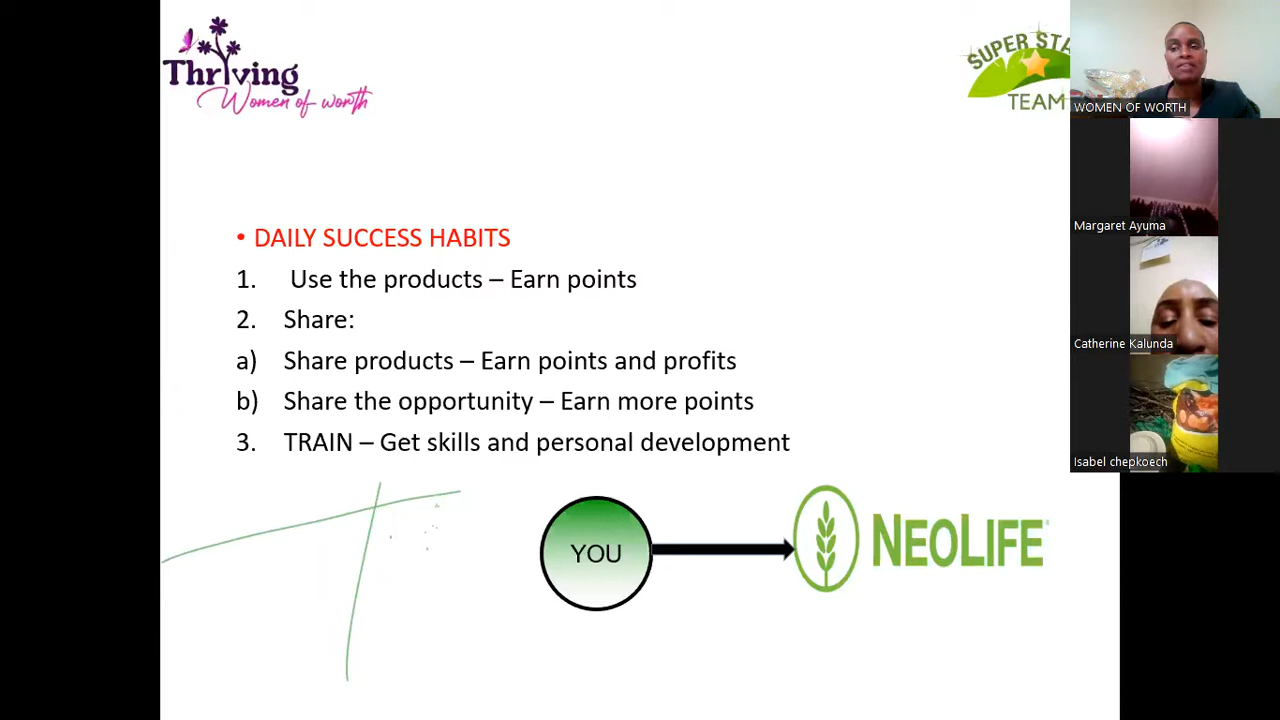 Thriving
Women of worth
SUPER STA
TEAM
• DAILY SUCCESS HABITS
1. Use the products – Earn points
2. Share:
a) Share products – Earn points and profits
b) Share the opportunity – Earn more points
3. TRAIN – Get skills and personal development
YOU
NEOLIFE
WOMEN OF WORTH
Margaret Ayuma
Catherine Kalunda
Isabel chepkoech